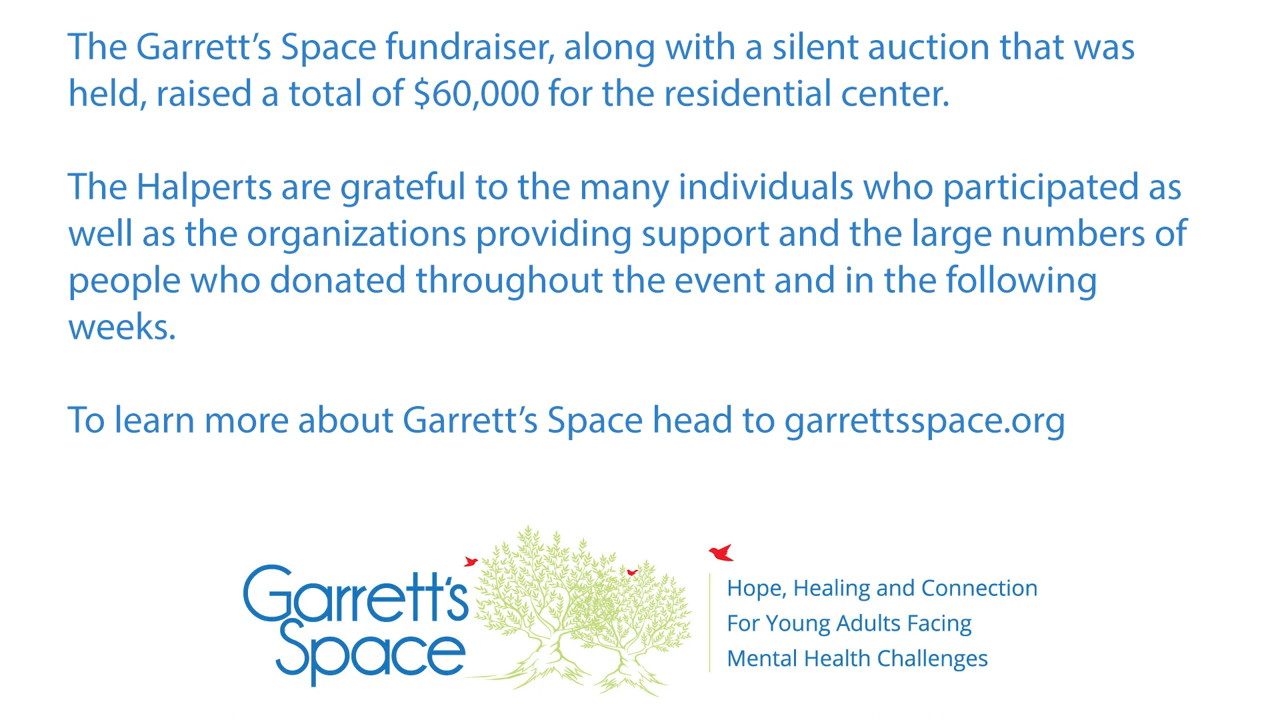 The Garrett’s Space fundraiser, along with a silent auction that was
held, raised a total of $60,000 for the residential center.
The Halperts are grateful to the many individuals who participated as
well as the organizations providing support and the large numbers of
people who donated throughout the event and in the following
weeks.
To learn more about Garrett’s Space head to garrettsspace.org
Garrett's
Space
Hope, Healing and Connection
For Young Adults Facing
Mental Health Challenges